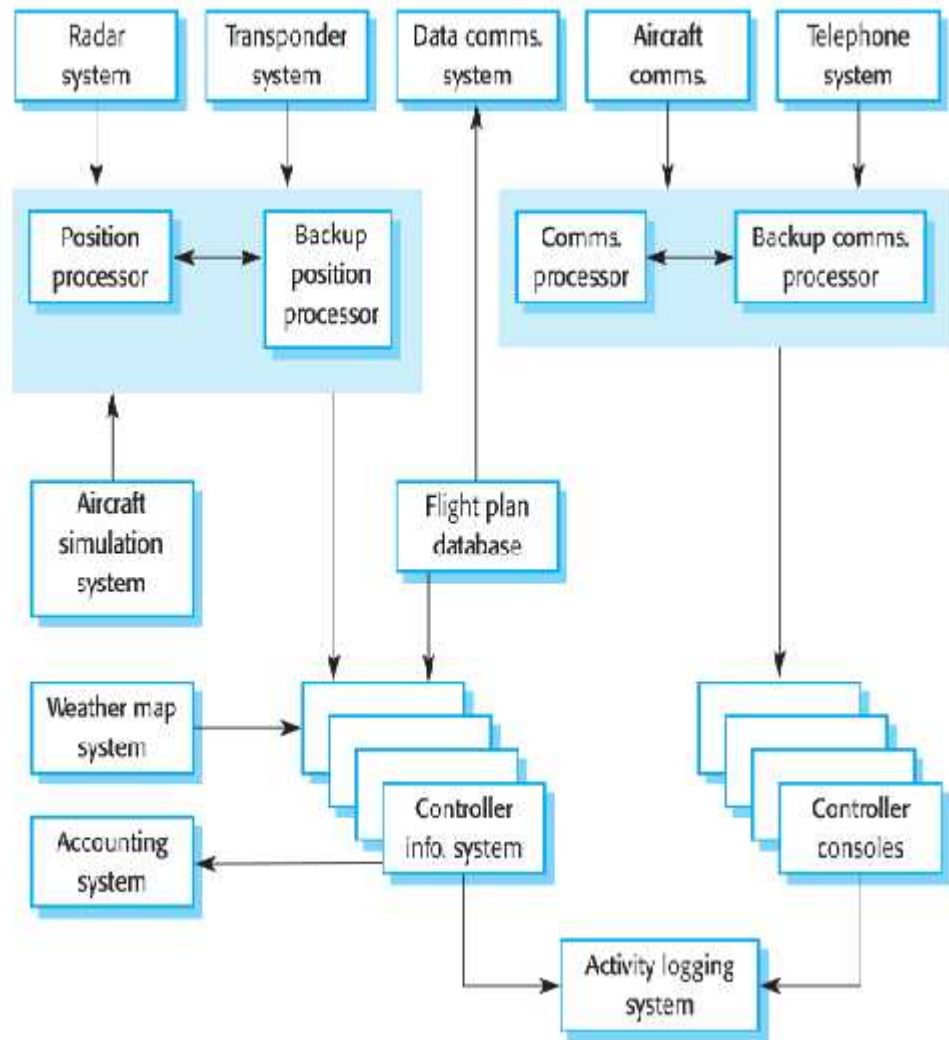 Radar
system
Transponder
system
Data comms.
system
Aircraft
comms.
Telephone
system
Position
processor
Backup
position
processor
Comms.
processor
Backup comms.
processor
Aircraft
simulation
system
Flight plan
database
Weather map
system
Controller
info. system
Controller
consoles
Accounting
system
Activity logging
system